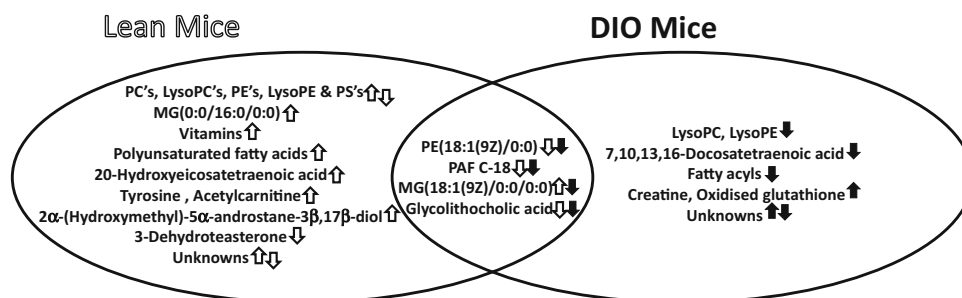 Lean Mice
DIO Mice
PC's, LysoPC's, PE's, LysoPE & PS's⇧⇩
MG(0:0/16:0/0:0)⇧
Vitamins⇧
Polyunsaturated fatty acids⇧
20-Hydroxyeicosatetraenoic acid⇧
Tyrosine , Acetylcarnitine⇧
2α-(Hydroxymethyl)-5α-androstane-3β,17β-diol⇧
3-Dehydroteasterone⇩
Unknowns⇧⇩
PE(18:1(9Z)/0:0)⇩⬇
PAF C-18⇩⬇
MG(18:1(9Z)/0:0/0:0)⇧⬇
Glycolithocholic acid⇩⬇
LysoPC, LysoPE⬇
7,10,13,16-Docosatetraenoic acid⬇
Fatty acyls⬇
Creatine, Oxidised glutathione⬆
Unknowns⬆⬇